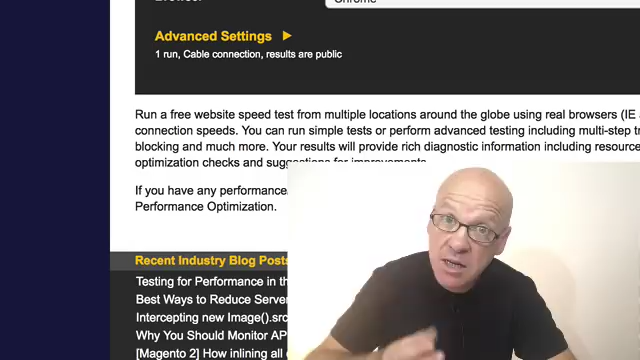 Chrome
Advanced Settings
1 run, Cable connection, results are public
Run a free website speed test from multiple locations around the globe using real browsers (IE
connection speeds. You can run simple tests or perform advanced testing including multi-step
blocking and much more. Your results will provide rich diagnostic information including resource
optimization checks and suggestions for improvements.
If you have any performance
Performance Optimization.
Recent Industry Blog Posts
Testing for Performance in th
Best Ways to Reduce Server
Intercepting new Image().src
Why You Should Monitor AP
[Magento 2] How inlining all